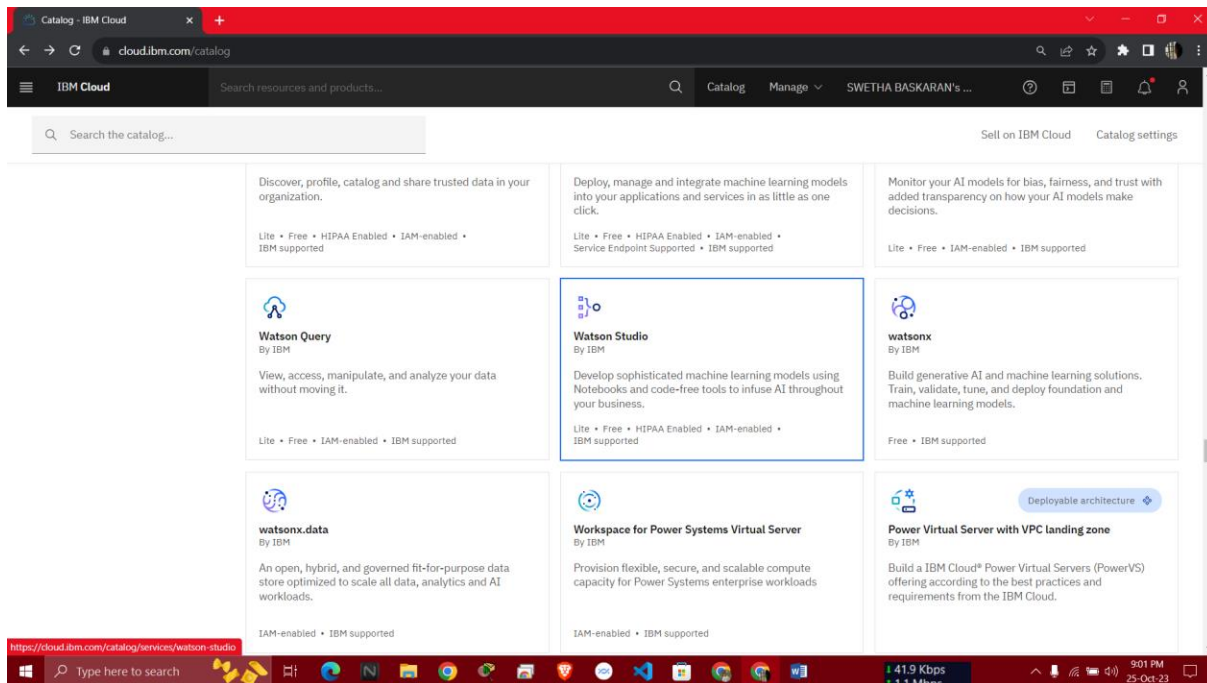 Catalog - IBM Cloud
cloud.ibm.com/catalog
IBM Cloud
Search resources and products...
Catalog
Manage
SWETHA BASKARAN's ...
Search the catalog...
Sell on IBM Cloud
Catalog settings
Discover, profile, catalog and share trusted data in your
organization.
Lite • Free • HIPAA Enabled • IAM-enabled •
IBM supported
Deploy, manage and integrate machine learning models
into your applications and services in as little as one
click.
Lite • Free • HIPAA Enabled • IAM-enabled •
Service Endpoint Supported • IBM supported
Monitor your AI models for bias, fairness, and trust with
added transparency on how your AI models make
decisions.
Lite • Free • IAM-enabled • IBM supported
Watson Query
By IBM
View, access, manipulate, and analyze your data
without moving it.
Lite • Free • IAM-enabled • IBM supported
Watson Studio
By IBM
Develop sophisticated machine learning models using
Notebooks and code-free tools to infuse AI throughout
your business.
Lite • Free • HIPAA Enabled • IAM-enabled •
IBM supported
watsonx
By IBM
Build generative AI and machine learning solutions.
Train, validate, tune, and deploy foundation and
machine learning models.
Free • IBM supported
watsonx.data
By IBM
An open, hybrid, and governed fit-for-purpose data
store optimized to scale all data, analytics and AI
workloads.
IAM-enabled • IBM supported
Workspace for Power Systems Virtual Server
By IBM
Provision flexible, secure, and scalable compute
capacity for Power Systems enterprise workloads
IAM-enabled • IBM supported
Deployable architecture
Power Virtual Server with VPC landing zone
By IBM
Build a IBM Cloud® Power Virtual Servers (PowerVS)
offering according to the best practices and
requirements from the IBM Cloud.
https://cloud.ibm.com/catalog/services/watson-studio
Type here to search
41.9 Kbps
1.1 Mbps
9:01 PM
25-Oct-23